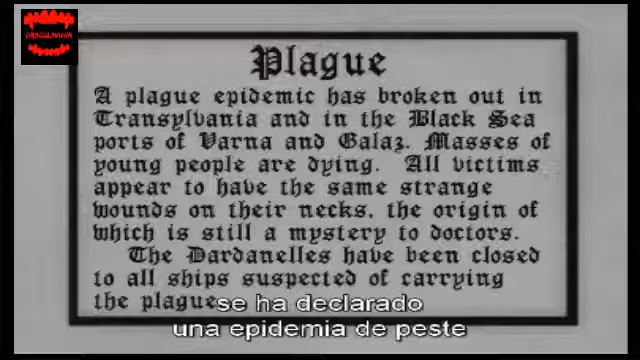 DRACULMANIA
Plague
A plague epidemic has broken out in
Transylvania and in the Black Sea
ports of Varna and Galaz. Masses of
young people are dying. All victims
appear to have the same strange
wounds on their necks, the origin of
which is still a mystery to doctors.
The Dardanelles have been closed
to all ships suspected of carrying
the plague
se ha declarado
una epidemia de peste